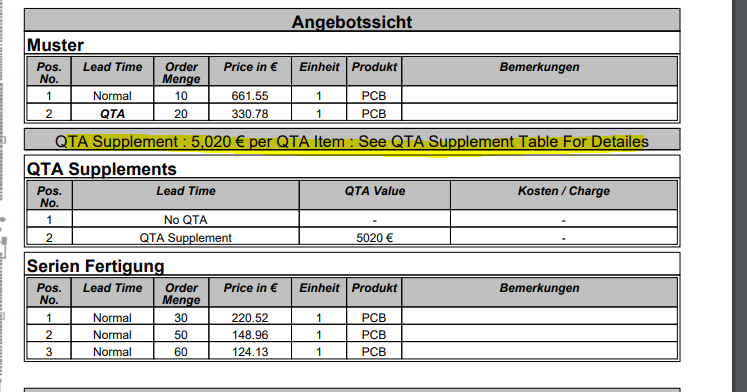 Angebotssicht
Muster
Pos. No. Lead Time Order Menge Price in € Einheit Produkt Bemerkungen
1 Normal 10 661.55 1 PCB
2 QTA 20 330.78 1 PCB
QTA Supplement : 5,020 € per QTA Item : See QTA Supplement Table For Detailes
QTA Supplements
Pos. No. Lead Time QTA Value Kosten / Charge
1 No QTA - -
2 QTA Supplement 5020 € -
Serien Fertigung
Pos. No. Lead Time Order Menge Price in € Einheit Produkt Bemerkungen
1 Normal 30 220.52 1 PCB
2 Normal 50 148.96 1 PCB
3 Normal 60 124.13 1 PCB